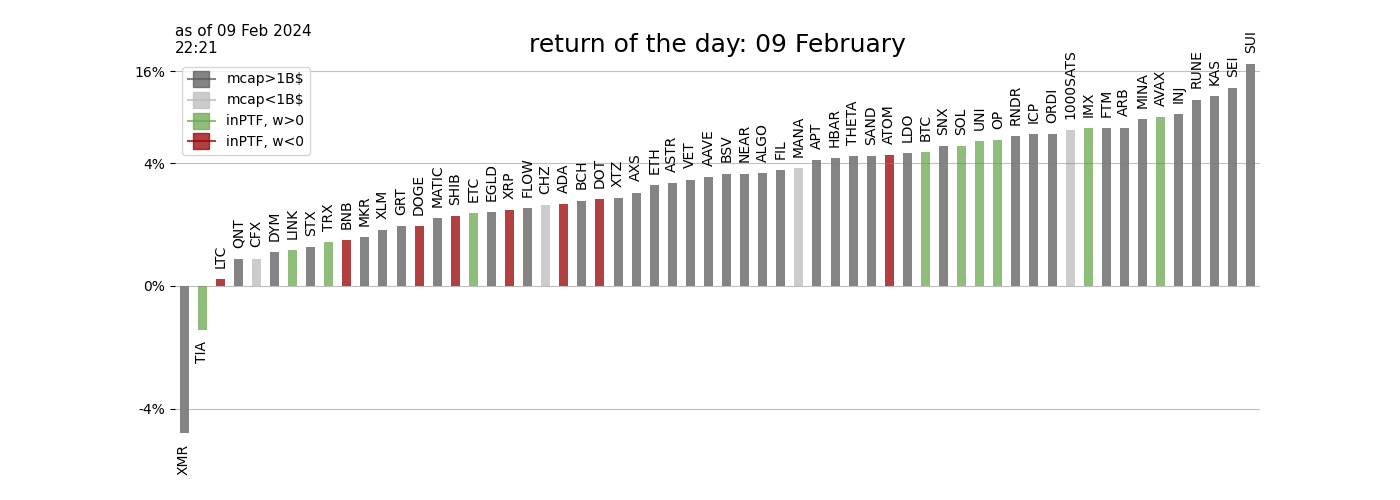 as of 09 Feb 2024
22:21
return of the day: 09 February
mcap>1B$
mcap<1B$
inPTF, w>0
inPTF, w<0
16%
4%
0%
-4%
XMR
TIA
LTC
QNT
CFX
DYM
LINK
STX
TRX
BNB
MKR
XLM
GRT
DOGE
MATIC
SHIB
ETC
EGLD
XRP
FLOW
CHZ
ADA
BCH
DOT
XTZ
AXS
ETH
ASTR
VET
AAVE
BSV
NEAR
ALGO
FIL
MANA
APT
HBAR
THETA
SAND
ATOM
LDO
BTC
SNX
SOL
UNI
OP
RNDR
ICP
ORDI
1000SATS
IMX
FTM
ARB
MINA
AVAX
INJ
RUNE
KAS
SEI
SUI